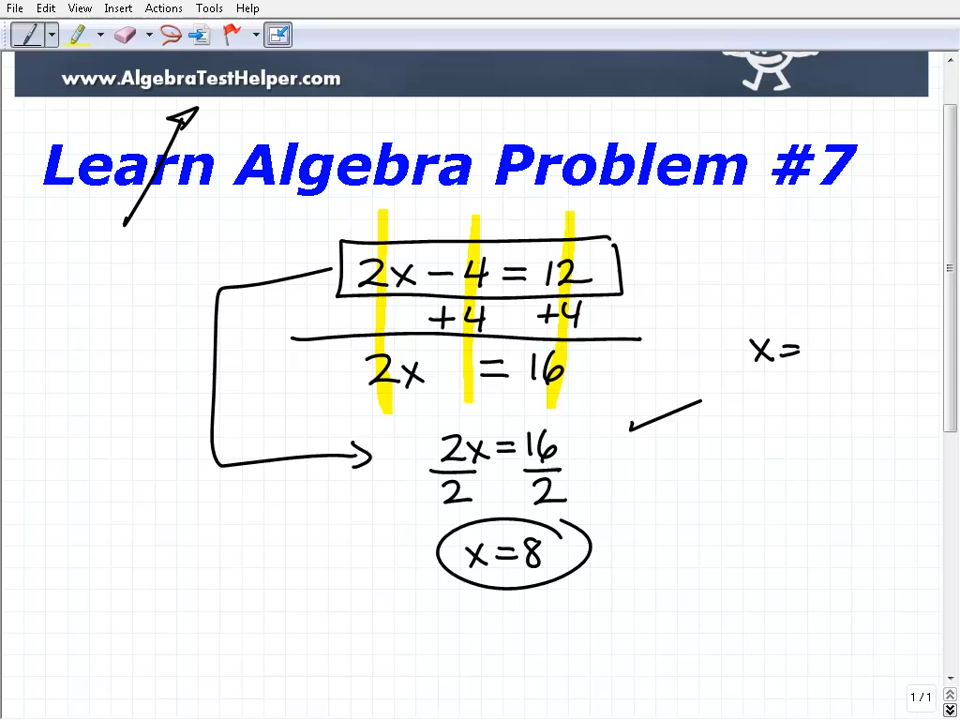 File Edit View Insert Actions Tools Help
www.AlgebraTestHelper.com
Learn Algebra Problem #7
2x - 4 = 12
+4 +4
2x = 16
x =
2x = 16
2 2
x = 8
1 / 1